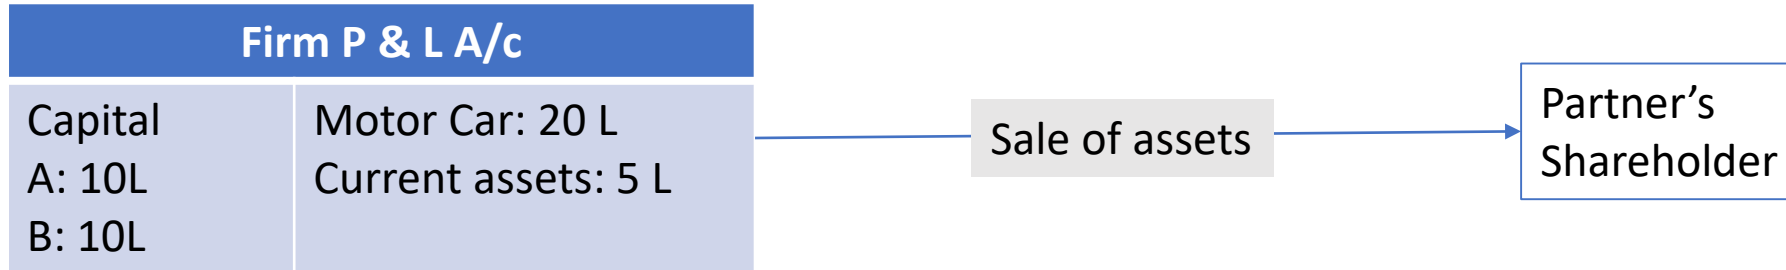 Firm P & L A/c
Capital
A: 10L
B: 10L
Motor Car: 20 L
Current assets: 5 L
Sale of assets
Partner's
Shareholder